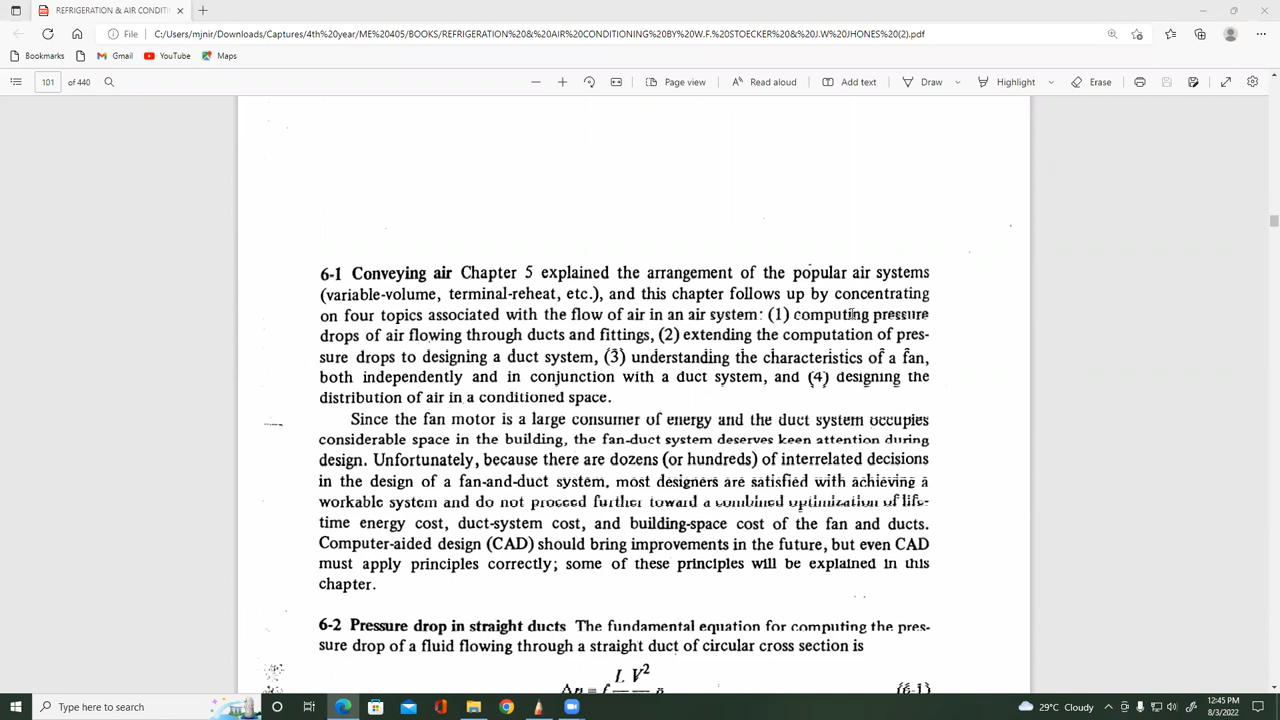 REFRIGERATION & AIR CONDITI
File
C:/Users/mjnir/Downloads/Captures/4th%20year/ME%20405/BOOKS/REFRIGERATION%20&%20AIR%20CONDITIONING%20BY%20W.F.%20STOECKER%20&%20J.W%20JHONES%20(2).pdf
Bookmarks
Gmail
YouTube
Maps
101 of 440
Page view
Read aloud
Add text
Draw
Highlight
Erase
6-1 Conveying air Chapter 5 explained the arrangement of the popular air systems
(variable-volume, terminal-reheat, etc.), and this chapter follows up by concentrating
on four topics associated with the flow of air in an air system: (1) computing pressure
drops of air flowing through ducts and fittings, (2) extending the computation of pres-
sure drops to designing a duct system, (3) understanding the characteristics of a fan,
both independently and in conjunction with a duct system, and (4) designing the
distribution of air in a conditioned space.
Since the fan motor is a large consumer of energy and the duct system occupies
considerable space in the building, the fan-duct system deserves keen attention during
design. Unfortunately, because there are dozens (or hundreds) of interrelated decisions
in the design of a fan-and-duct system, most designers are satisfied with achieving a
workable system and do not proceed further toward a combined optimization of life-
time energy cost, duct-system cost, and building-space cost of the fan and ducts.
Computer-aided design (CAD) should bring improvements in the future, but even CAD
must apply principles correctly; some of these principles will be explained in this
chapter.
6-2 Pressure drop in straight ducts The fundamental equation for computing the pres-
sure drop of a fluid flowing through a straight duct of circular cross section is
L V²
Δp = f (6-1)
Type here to search
29°C Cloudy
12:45 PM
8/3/2022